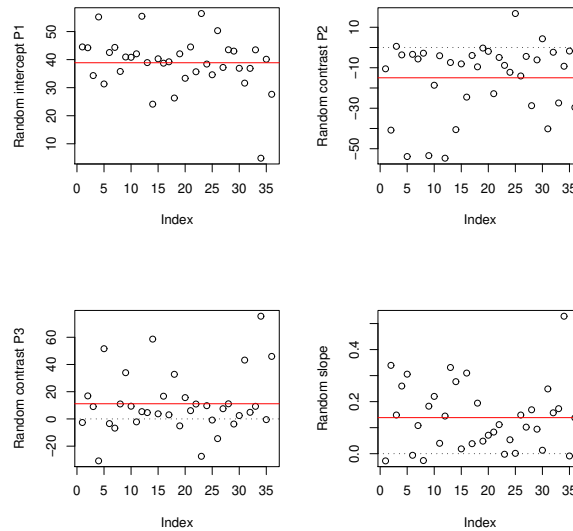 Random intercept P1
10 20 30 40 50
0 5 10 15 20 25 30 35
Index
Random contrast P2
−50 −30 −10 10
0 5 10 15 20 25 30 35
Index
Random contrast P3
−20 0 20 40 60
0 5 10 15 20 25 30 35
Index
Random slope
0.0 0.2 0.4
0 5 10 15 20 25 30 35
Index